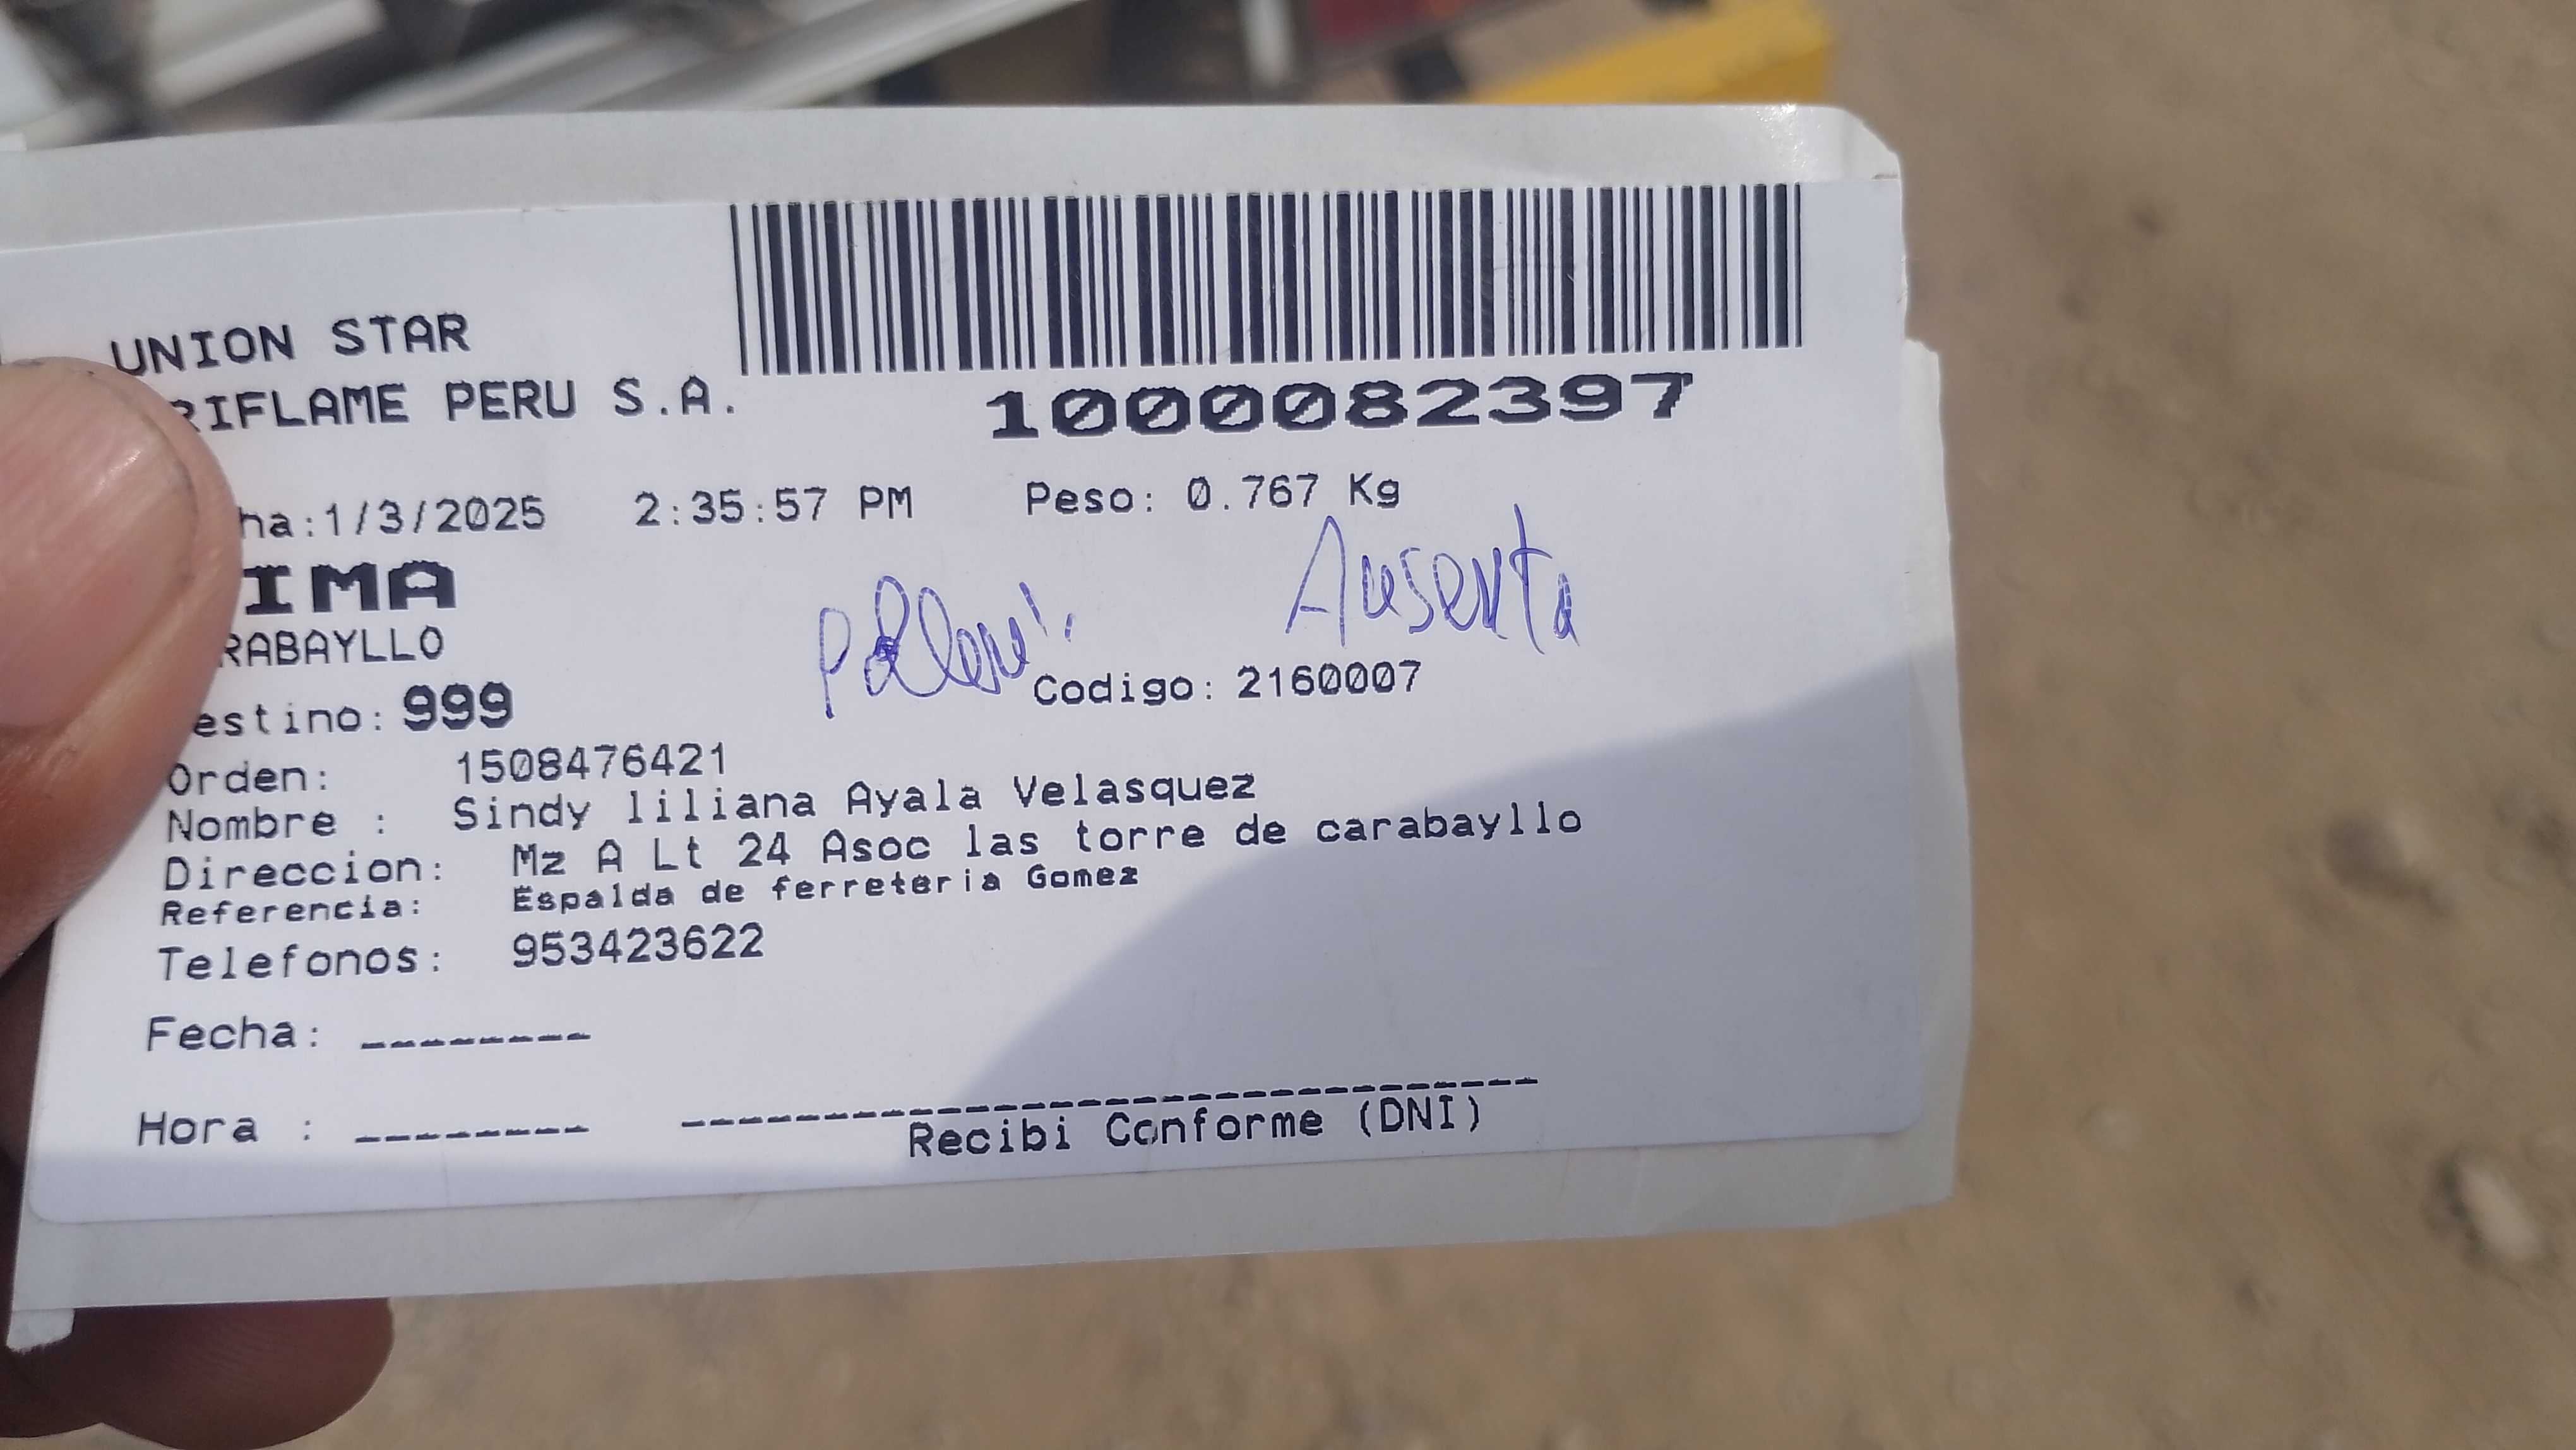 UNION STAR
RIFLAME PERU S.A.
1000082397
ha:1/3/2025 2:35:57 PM Peso: 0.767 Kg
IMA
Ausenta
RABAYLLO
estino: 999 Codigo: 2160007
Orden: 1508476421
Nombre : Sindy liliana Ayala Velasquez
Direccion: Mz A Lt 24 Asoc las torre de carabayllo
Referencia: Espalda de ferreteria Gomez
Telefonos: 953423622
Fecha: --------
Hora : --------
Recibi Conforme (DNI)